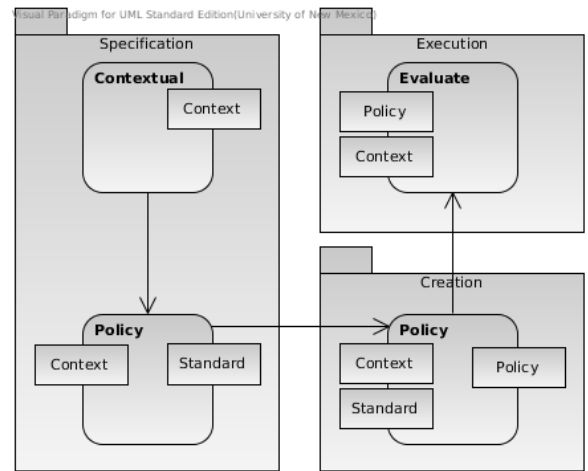 Visual Paradigm for UML Standard Edition(University of New Mexico)
Specification
Contextual
Context
Policy
Context
Standard
Execution
Evaluate
Policy
Context
Creation
Policy
Context
Standard
Policy